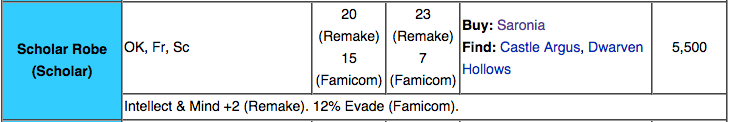 Scholar Robe
(Scholar)
OK, Fr, Sc
20
(Remake)
15
(Famicom)
23
(Remake)
7
(Famicom)
Buy: Saronia
Find: Castle Argus, Dwarven
Hollows
5,500
Intellect & Mind +2 (Remake). 12% Evade (Famicom).